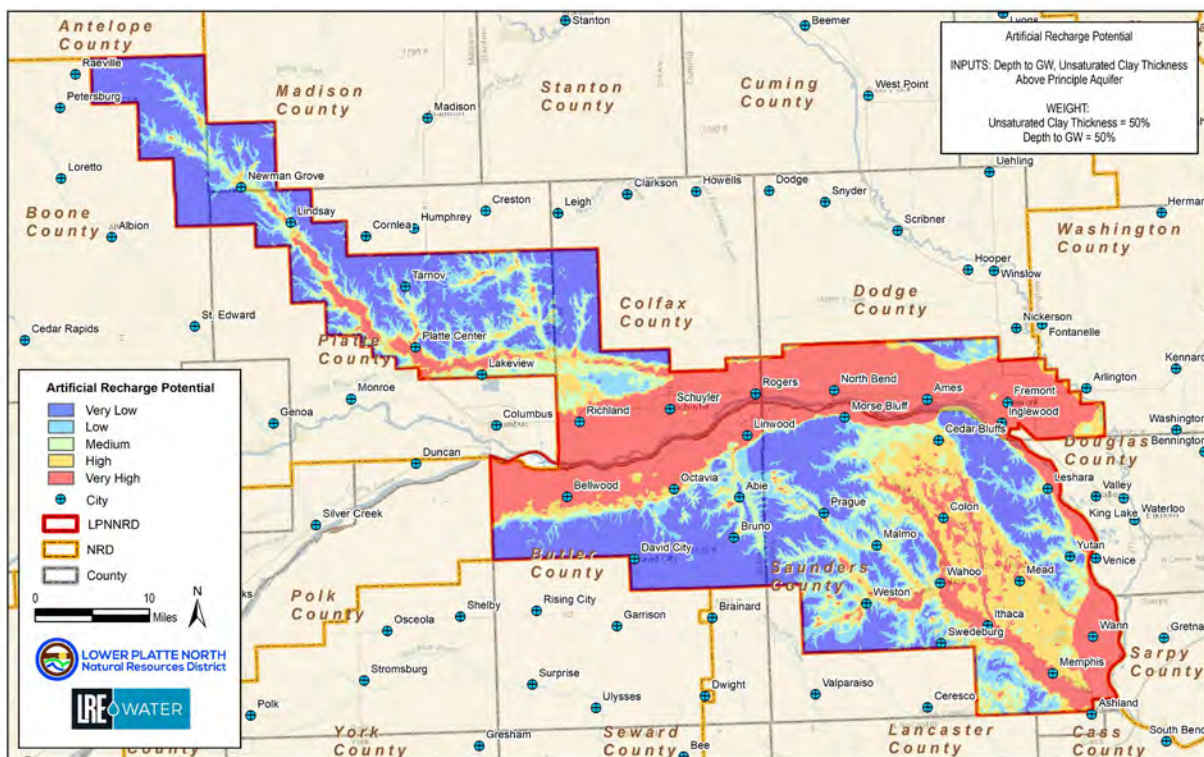 Antelope
County
Raeville
Petersburg
Loretto
Boone
County
Albion
Newman Grove
Lindsay
Madison
County
Madison
Stanton
Stanton
County
Cuming
County
Beemer
West Point
Lyons
Artificial Recharge Potential
INPUTS: Depth to GW, Unsaturated Clay Thickness
Above Principle Aquifer
WEIGHT:
Unsaturated Clay Thickness = 50%
Depth to GW = 50%
Uehling
Cornlea
Humphrey
Creston
Leigh
Clarkson
Howells
Dodge
Snyder
Scribner
Hooper
Winslow
Washington
County
Herman
Tarnov
Colfax
County
Dodge
County
Nickerson
Fontanelle
Cedar Rapids
St. Edward
Platte
County
Platte Center
Lakeview
Monroe
Genoa
Columbus
Richland
Schuyler
Rogers
North Bend
Ames
Fremont
Inglewood
Arlington
Kennard
Washington
Bennington
Morse Bluff
Linwood
Cedar Bluffs
Douglas
County
Duncan
Silver Creek
Bellwood
Octavia
Abie
Bruno
Prague
Colon
Malmo
Leshara
Valley
King Lake
Waterloo
Yutan
Venice
David City
Butler
County
Saunders
County
Wahoo
Mead
Weston
Ithaca
Swedeburg
Wann
Memphis
Ashland
Gretna
Sarpy
County
Polk
County
Osceola
Shelby
Rising City
Garrison
Brainard
Stromsburg
Surprise
Ulysses
Dwight
Valparaiso
Ceresco
Polk
York
County
Gresham
Seward
County
Bee
Lancaster
County
Cass
County
South Bend
Artificial Recharge Potential
Very Low
Low
Medium
High
Very High
City
LPNNRD
NRD
County
0 10
Miles
N
LOWER PLATTE NORTH
Natural Resources District
LRE WATER
County